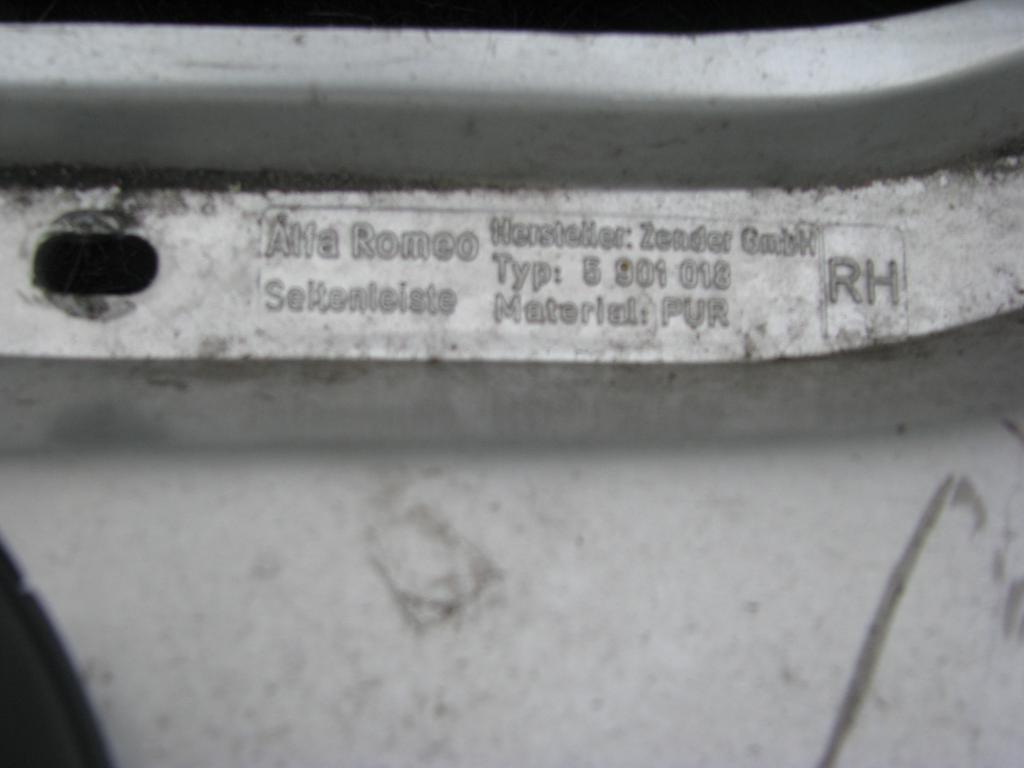 Alfa Romeo
Seitenleiste
Hersteller: Zender GmbH
Typ: 5 901 018
Material: PUR
RH